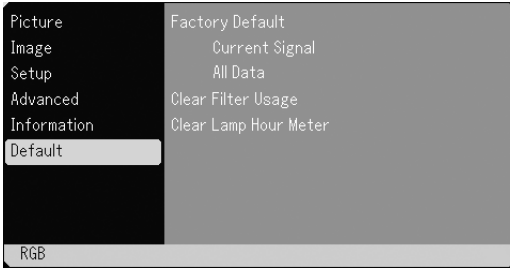 Picture
Image
Setup
Advanced
Information
Default
Factory Default
Current Signal
All Data
Clear Filter Usage
Clear Lamp Hour Meter
RGB